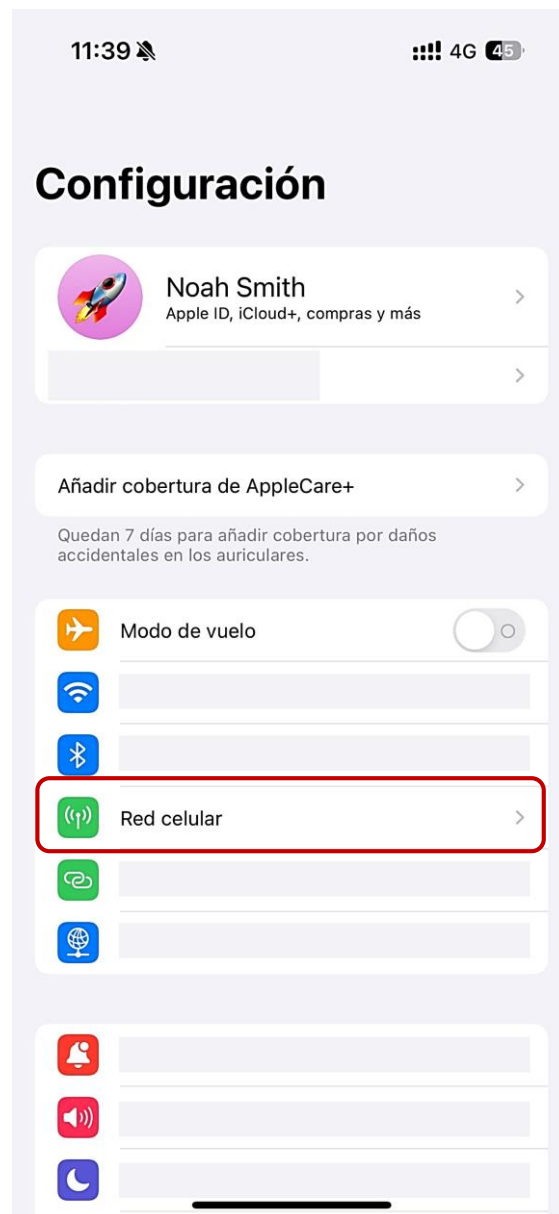 11:39
4G 45
Configuración
Noah Smith
Apple ID, iCloud+, compras y más
Añadir cobertura de AppleCare+
Quedan 7 días para añadir cobertura por daños
accidentales en los auriculares.
Modo de vuelo
Red celular